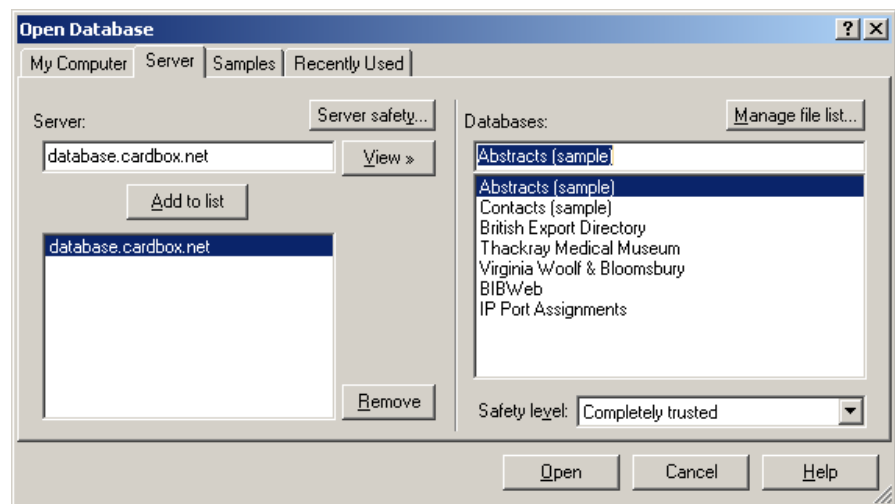 Open Database
My Computer Server Samples Recently Used
Server:
Server safety...
database.cardbox.net
View »
Add to list
database.cardbox.net
Remove
Databases:
Manage file list...
Abstracts (sample)
Abstracts (sample)
Contacts (sample)
British Export Directory
Thackray Medical Museum
Virginia Woolf & Bloomsbury
BIBWeb
IP Port Assignments
Safety level: Completely trusted
Open Cancel Help